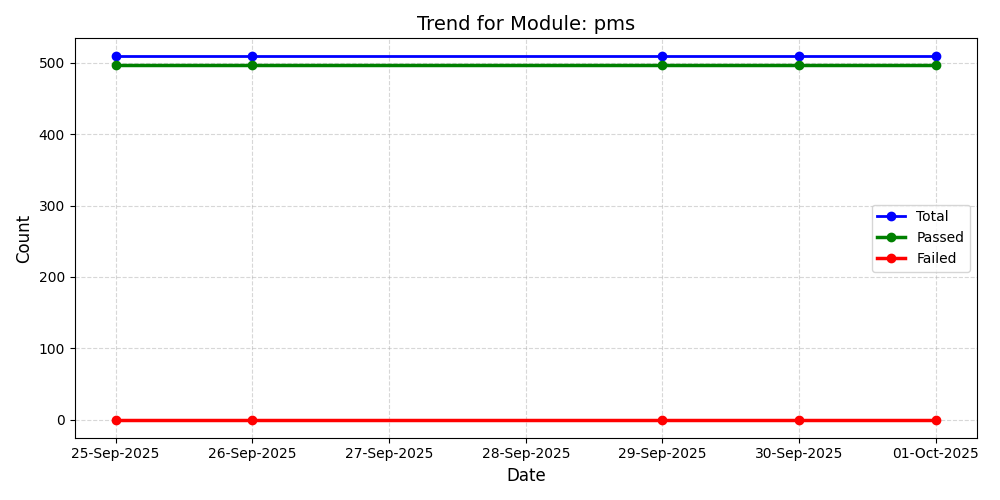 Trend for Module: pms
Count
500
400
300
200
100
0
Total
Passed
Failed
25-Sep-2025
26-Sep-2025
27-Sep-2025
28-Sep-2025
29-Sep-2025
30-Sep-2025
01-Oct-2025
Date